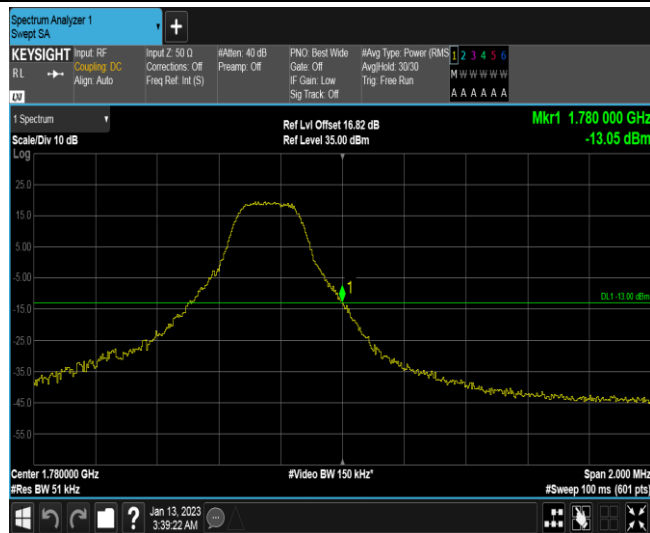 Spectrum Analyzer 1
Swept SA
+
KEYSIGHT
RL
LXI
Input: RF
Coupling: DC
Align: Auto
Input Z: 50 Ω
Corrections: Off
Freq Ref: Int (S)
#Atten: 40 dB
Preamp: Off
PNO: Best Wide
Gate: Off
IF Gain: Low
Sig Track: Off
#Avg Type: Power (RMS
Avg|Hold: 30/30
Trig: Free Run
1 2 3 4 5 6
M W W W W W
A A A A A A
1 Spectrum
Scale/Div 10 dB
Log
Ref Lvl Offset 16.82 dB
Ref Level 35.00 dBm
Mkr1 1.780 000 GHz
-13.05 dBm
25.0
15.0
5.00
-5.00
-15.0
-25.0
-35.0
-45.0
-55.0
1
DL1 -13.00 dBm
Center 1.780000 GHz
#Res BW 51 kHz
#Video BW 150 kHz*
Span 2.000 MHz
#Sweep 100 ms (601 pts)
?
Jan 13, 2023
3:39:22 AM